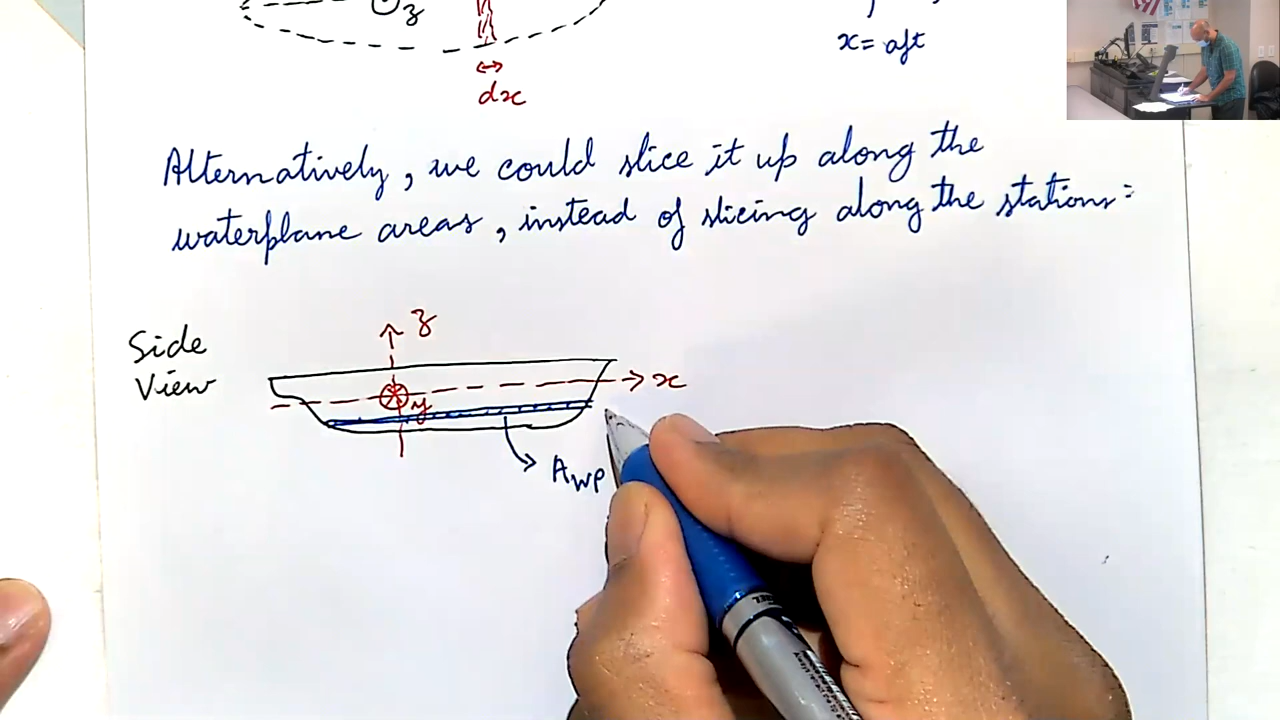 z
x = aft
dx
Alternatively, we could slice it up along the
waterplane areas, instead of slicing along the stations:
Side
View
z
x
y
AWP